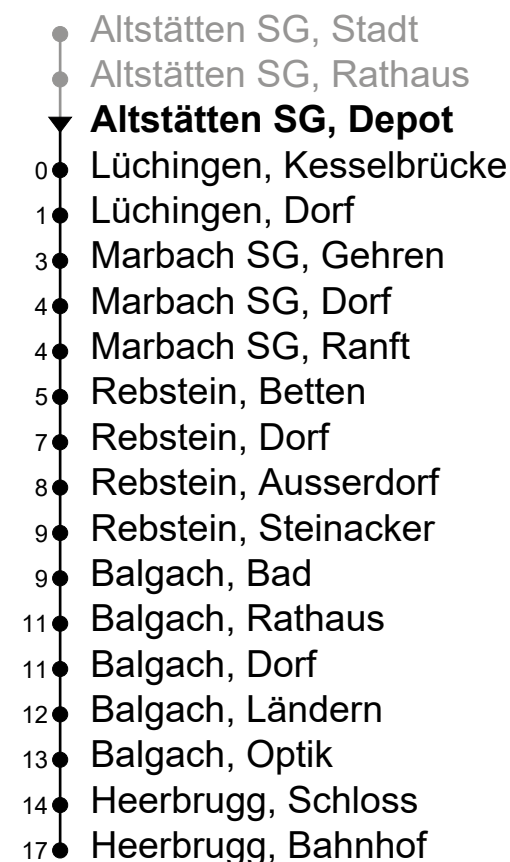 Altstätten SG, Stadt
Altstätten SG, Rathaus
Altstätten SG, Depot
0 Lüchingen, Kesselbrücke
1 Lüchingen, Dorf
3 Marbach SG, Gehren
4 Marbach SG, Dorf
4 Marbach SG, Ranft
5 Rebstein, Betten
7 Rebstein, Dorf
8 Rebstein, Ausserdorf
9 Rebstein, Steinacker
9 Balgach, Bad
11 Balgach, Rathaus
11 Balgach, Dorf
12 Balgach, Ländern
13 Balgach, Optik
14 Heerbrugg, Schloss
17 Heerbrugg, Bahnhof